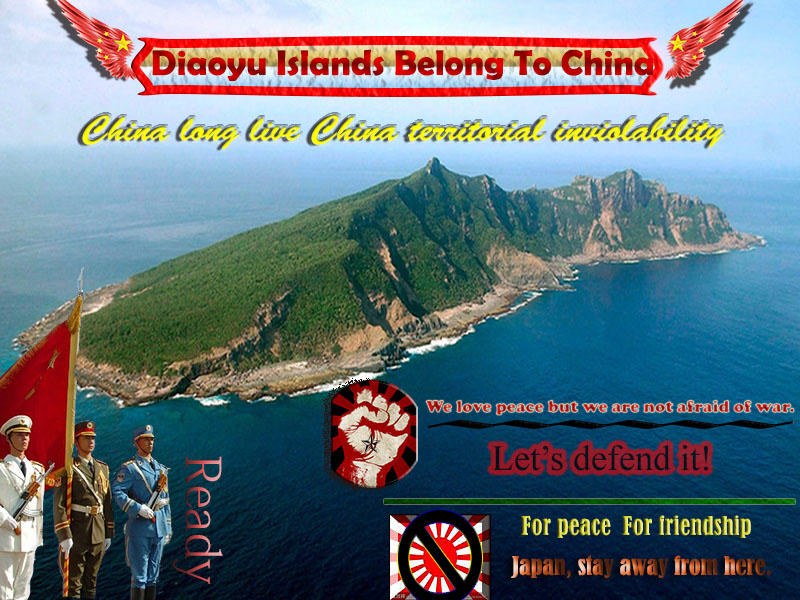 Diaoyu Islands Belong To China
China long live China territorial inviolability
We love peace but we are not afraid of war.
Let's defend it!
Ready
For peace For friendship
Japan, stay away from here.